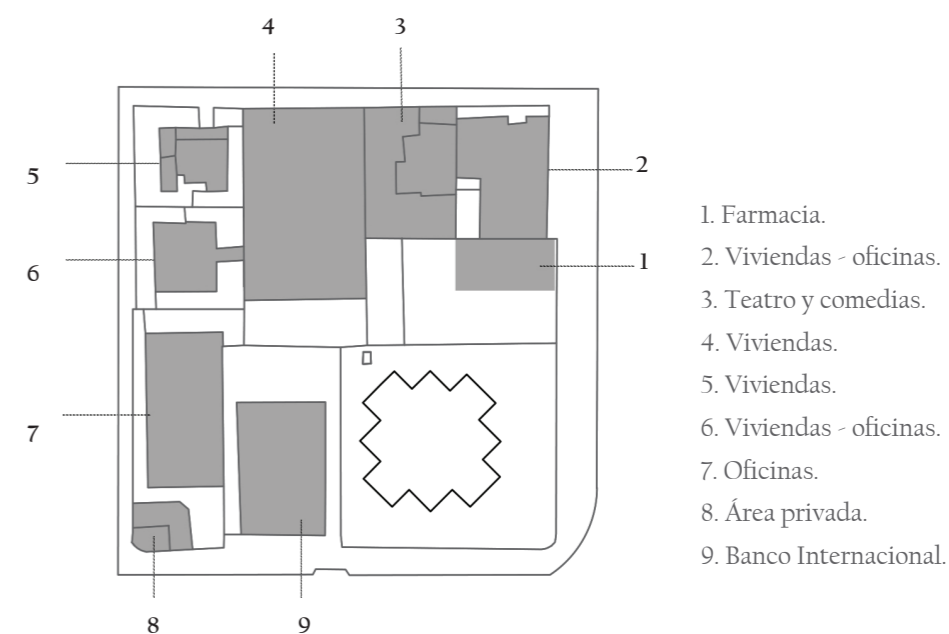 4
3
5
2
6
1
7
8
9
1. Farmacia.
2. Viviendas - oficinas.
3. Teatro y comedias.
4. Viviendas.
5. Viviendas.
6. Viviendas - oficinas.
7. Oficinas.
8. Área privada.
9. Banco Internacional.